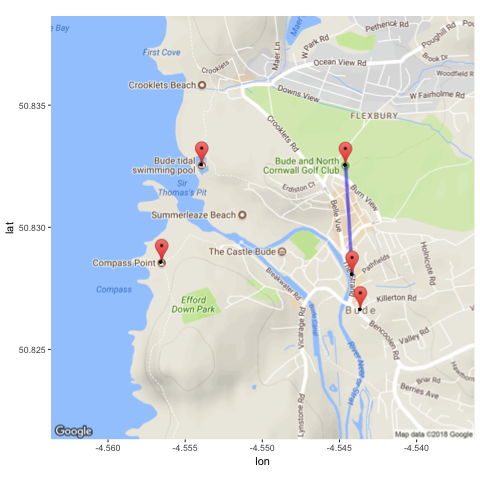 e Bay
Maer
Petherick Rd
Poughill Rd
First Cove
Maer Ln
W Park Rd
Ocean View Rd
Brook Dr
Crooklets
Woodfield R
Crooklets Beach
Downs View
W Fairholme Rd
50.835
FLEXBURY
Crooklets Rd
Bude tidal
swimming pool
Bude and North
Cornwall Golf Club
Sir
Thomas's Pit
Erdiston Ct
Burn View
Belle Vue
Summerleaze Beach
50.830
lat
The Castle Bude
Holnicote Rd
Compass Point
Pathfields
Breakwater Rd
Compass
Efford
Down Park
Killerton Rd
Bude
Vicarage Rd
Bude Canal
Bencoolen Rd
Valley Rd
50.825
River Neet or Strat
Briar Rd
Hawthorn
Berries Ave
Lynstone Rd
Google
Map data ©2018 Google
-4.560
-4.555
-4.550
-4.545
-4.540
lon